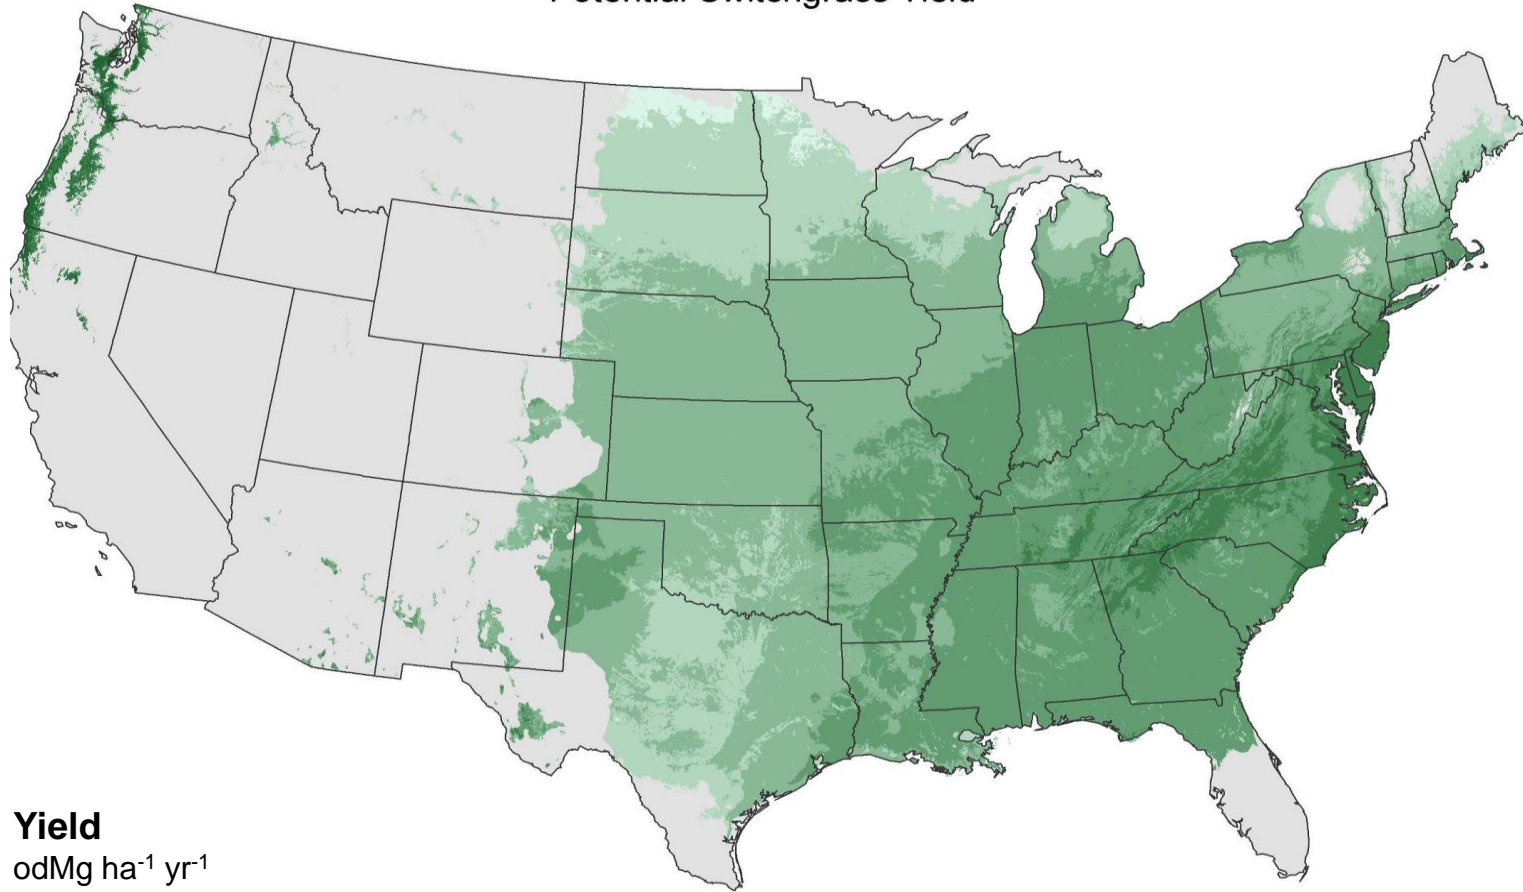 Potential Switchgrass Yield
Yield
odMg ha⁻¹ yr⁻¹